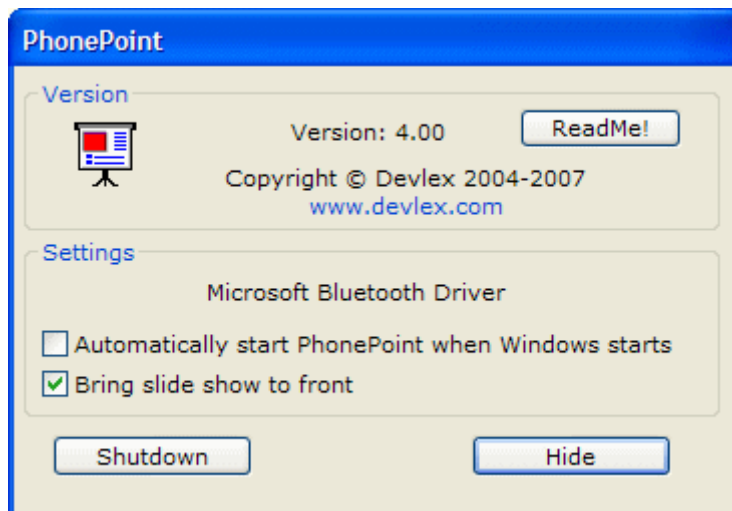 PhonePoint
Version
Version: 4.00
ReadMe!
Copyright © Devlex 2004-2007
www.devlex.com
Settings
Microsoft Bluetooth Driver
Automatically start PhonePoint when Windows starts
Bring slide show to front
Shutdown
Hide